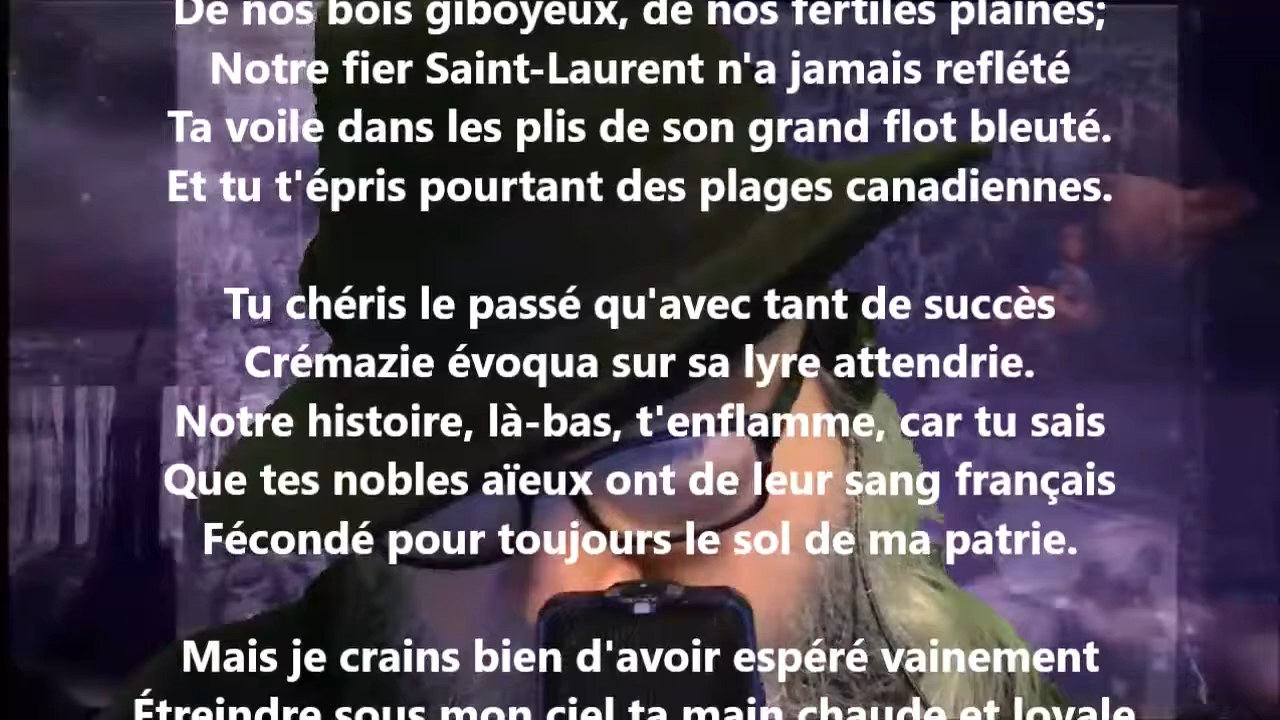 De nos bois giboyeux, de nos fertiles plaines;
Notre fier Saint-Laurent n'a jamais reflété
Ta voile dans les plis de son grand flot bleuté.
Et tu t'épris pourtant des plages canadiennes.
Tu chéris le passé qu'avec tant de succès
Crémazie évoqua sur sa lyre attendrie.
Notre histoire, là-bas, t'enflamme, car tu sais
Que tes nobles aïeux ont de leur sang français
Fécondé pour toujours le sol de ma patrie.
Mais je crains bien d'avoir espéré vainement
Étreindre sous mon ciel ta main chaude et loyale